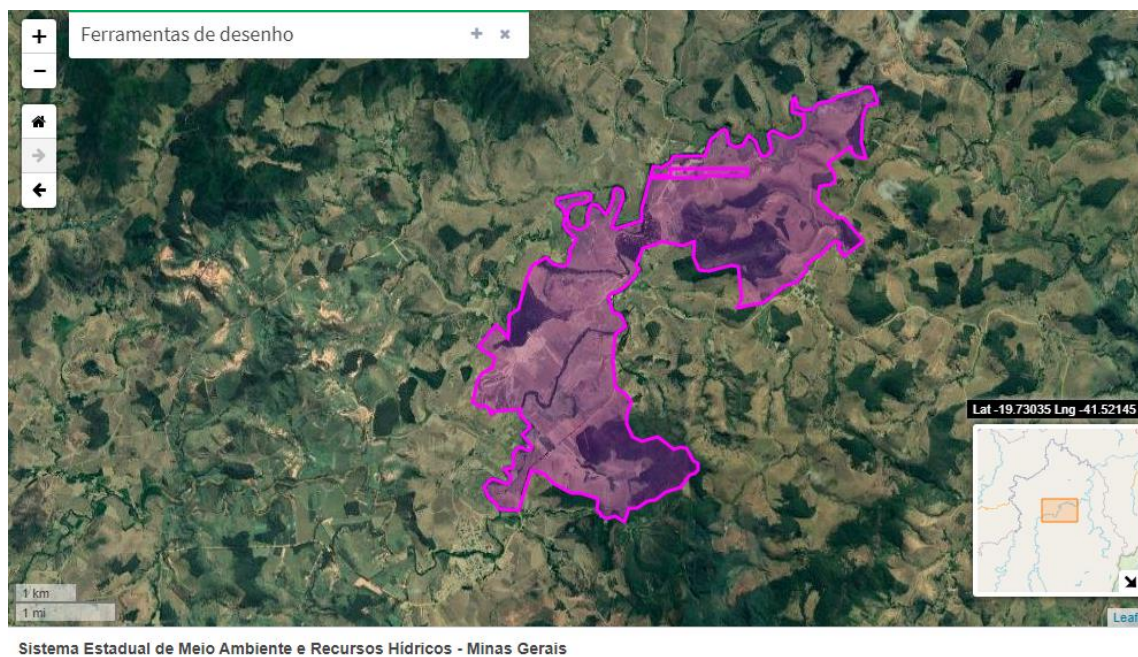 +
Ferramentas de desenho
−
Lat -19.73035 Lng -41.52145
1 km
1 mi
Leaf
Sistema Estadual de Meio Ambiente e Recursos Hídricos - Minas Gerais